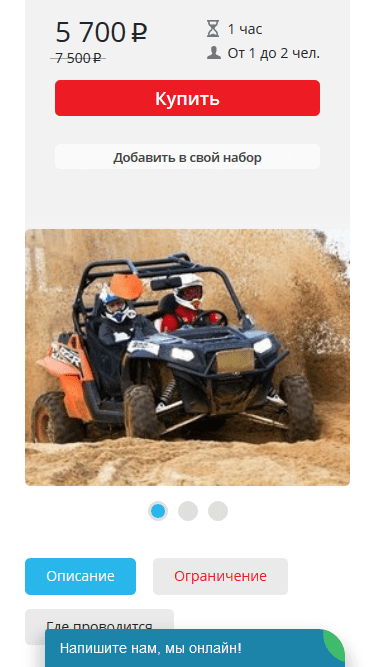 5 700 ₽
7 500 ₽
1 час
От 1 до 2 чел.
Купить
Добавить в свой набор
Описание
Ограничение
Где проводится
Напишите нам, мы онлайн!